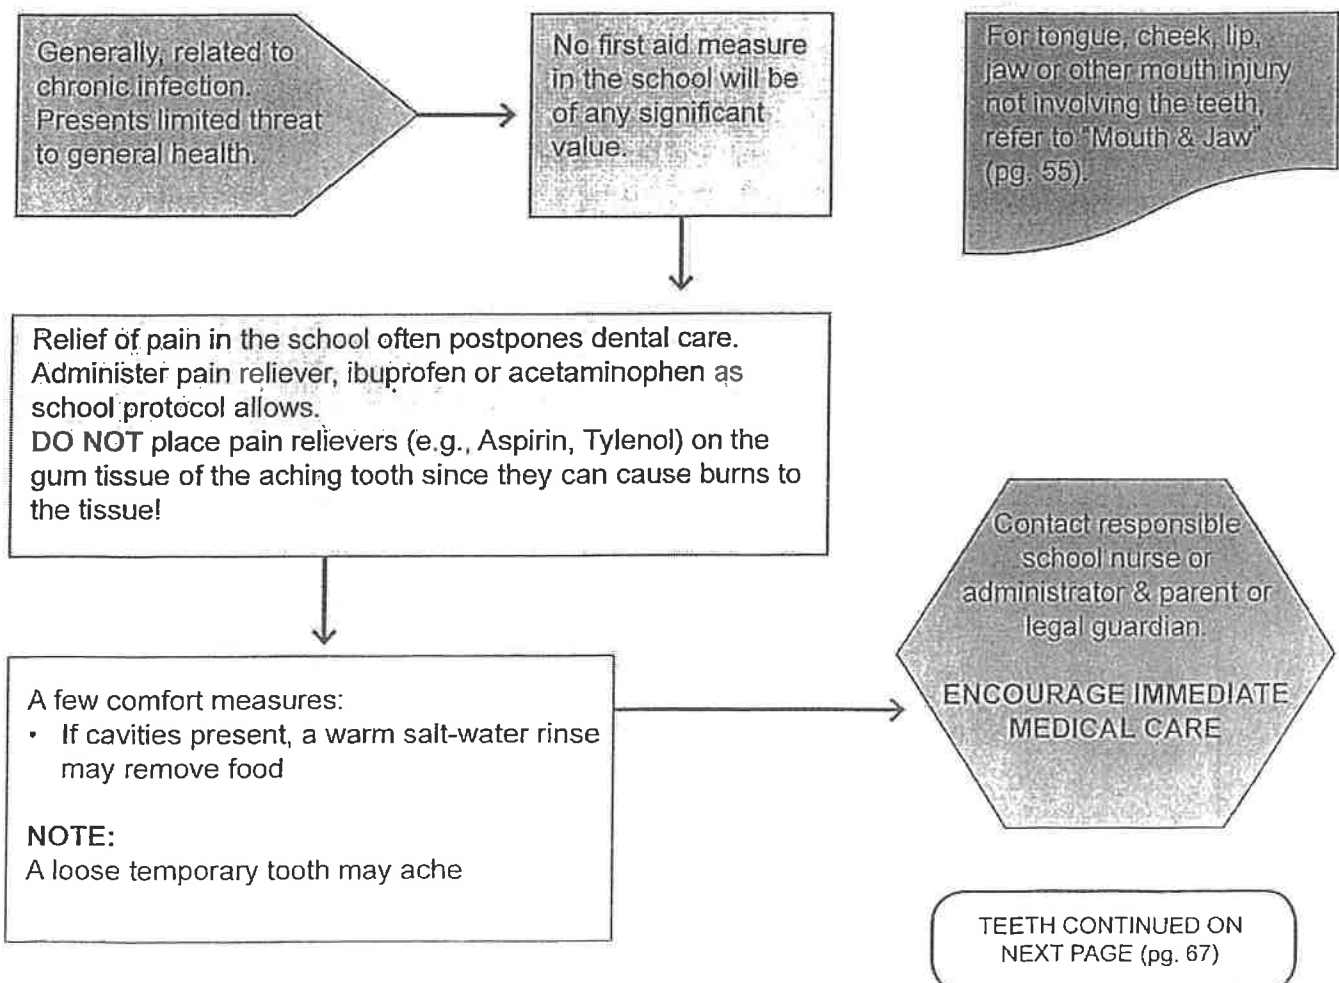 Generally, related to
chronic infection.
Presents limited threat
to general health.
No first aid measure
in the school will be
of any significant
value.
For tongue, cheek, lip,
jaw or other mouth injury
not involving the teeth,
refer to "Mouth & Jaw"
(pg. 55).
Relief of pain in the school often postpones dental care.
Administer pain reliever, ibuprofen or acetaminophen as
school protocol allows.
DO NOT place pain relievers (e.g., Aspirin, Tylenol) on the
gum tissue of the aching tooth since they can cause burns to
the tissue!
A few comfort measures:
• If cavities present, a warm salt-water rinse
may remove food
NOTE:
A loose temporary tooth may ache
Contact responsible
school nurse or
administrator & parent or
legal guardian.
ENCOURAGE IMMEDIATE
MEDICAL CARE
TEETH CONTINUED ON
NEXT PAGE (pg. 67)